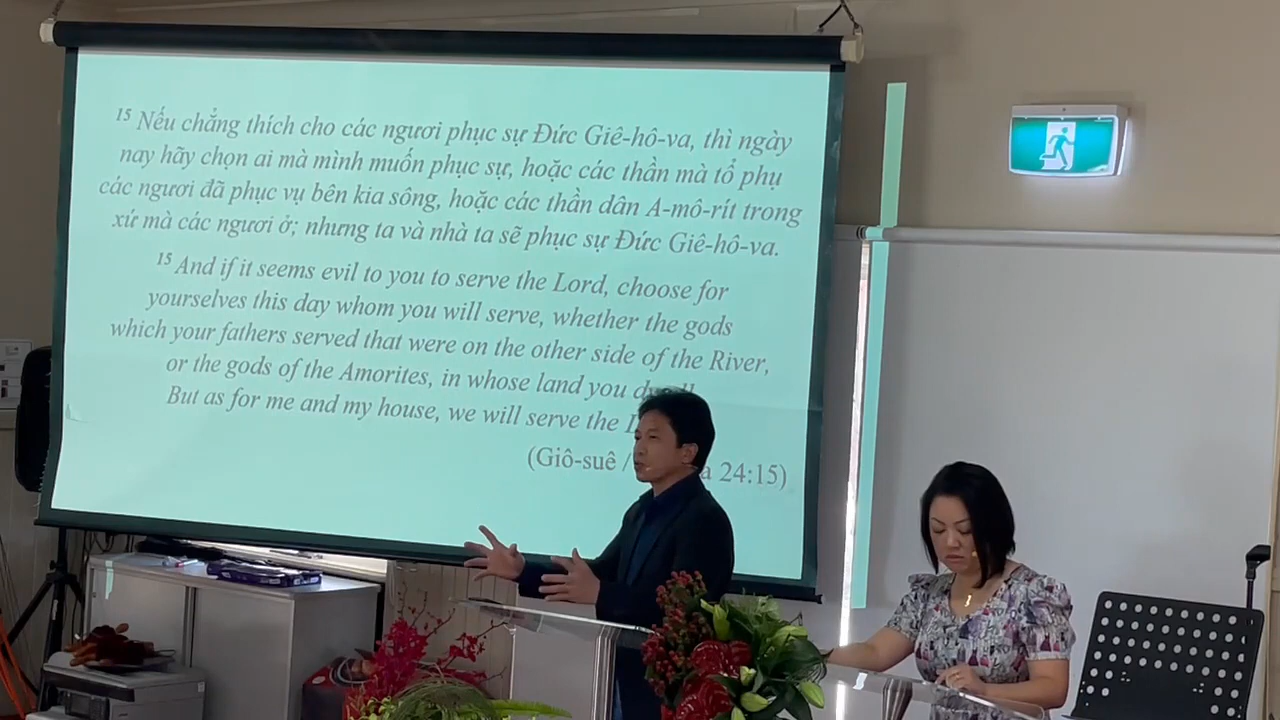 15 Nếu chẳng thích cho các ngươi phục sự Đức Giê-hô-va, thì ngày
nay hãy chọn ai mà mình muốn phục sự, hoặc các thần mà tổ phụ
các ngươi đã phục vụ bên kia sông, hoặc các thần dân A-mô-rít trong
xứ mà các ngươi ở; nhưng ta và nhà ta sẽ phục sự Đức Giê-hô-va.
15 And if it seems evil to you to serve the Lord, choose for
yourselves this day whom you will serve, whether the gods
which your fathers served that were on the other side of the River,
or the gods of the Amorites, in whose land you
But as for me and my house, we will serve the
(Giô-suê / 24:15)